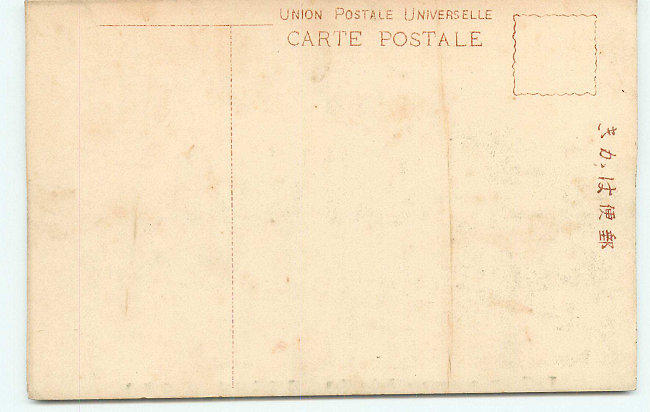 UNION POSTALE UNIVERSELLE
CARTE POSTALE
郵便はかき